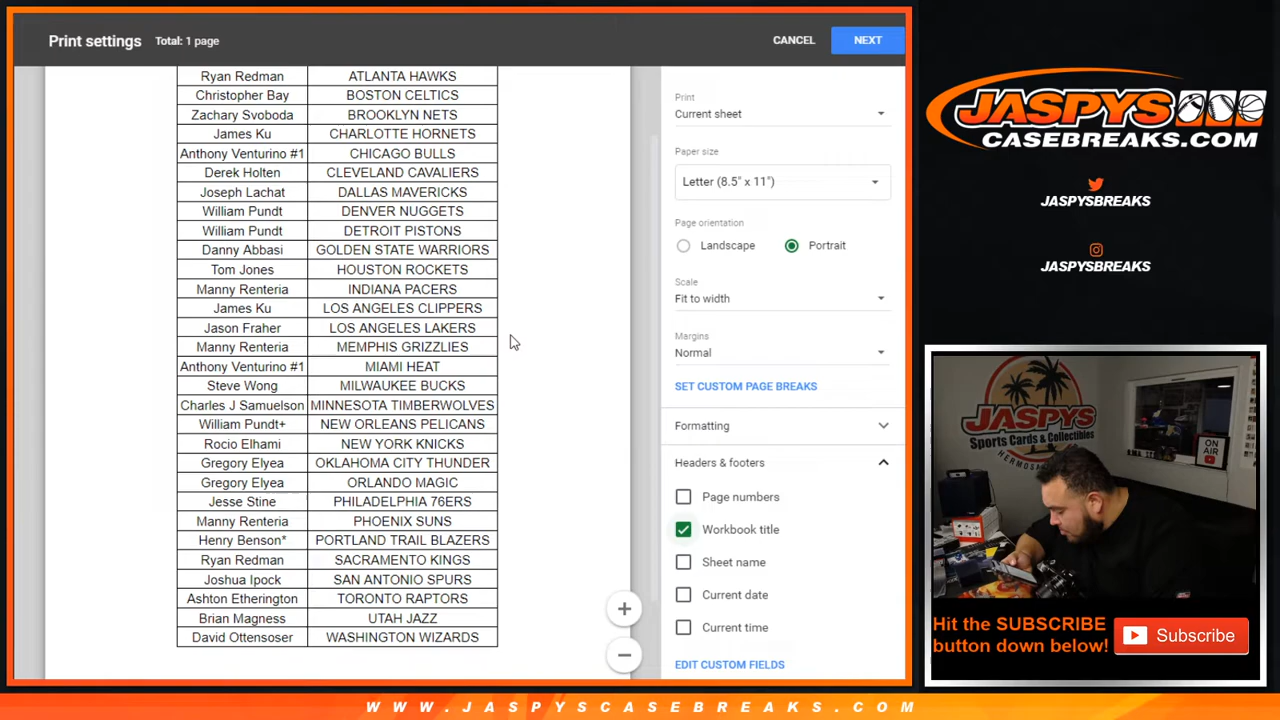 Print settings Total: 1 page CANCEL NEXT
Ryan Redman ATLANTA HAWKS
Christopher Bay BOSTON CELTICS
Zachary Svoboda BROOKLYN NETS
James Ku CHARLOTTE HORNETS
Anthony Venturino #1 CHICAGO BULLS
Derek Holten CLEVELAND CAVALIERS
Joseph Lachat DALLAS MAVERICKS
William Pundt DENVER NUGGETS
William Pundt DETROIT PISTONS
Danny Abbasi GOLDEN STATE WARRIORS
Tom Jones HOUSTON ROCKETS
Manny Renteria INDIANA PACERS
James Ku LOS ANGELES CLIPPERS
Jason Fraher LOS ANGELES LAKERS
Manny Renteria MEMPHIS GRIZZLIES
Anthony Venturino #1 MIAMI HEAT
Steve Wong MILWAUKEE BUCKS
Charles J Samuelson MINNESOTA TIMBERWOLVES
William Pundt+ NEW ORLEANS PELICANS
Rocio Elhami NEW YORK KNICKS
Gregory Elyea OKLAHOMA CITY THUNDER
Gregory Elyea ORLANDO MAGIC
Jesse Stine PHILADELPHIA 76ERS
Manny Renteria PHOENIX SUNS
Henry Benson* PORTLAND TRAIL BLAZERS
Ryan Redman SACRAMENTO KINGS
Joshua Ipock SAN ANTONIO SPURS
Ashton Etherington TORONTO RAPTORS
Brian Magness UTAH JAZZ
David Ottensoser WASHINGTON WIZARDS
Print
Current sheet
Paper size
Letter (8.5" x 11")
Page orientation
Landscape Portrait
Scale
Fit to width
Margins
Normal
SET CUSTOM PAGE BREAKS
Formatting
Headers & footers
Page numbers
Workbook title
Sheet name
Current date
Current time
EDIT CUSTOM FIELDS
JASPYS
CASEBREAKS.COM
JASPYSBREAKS
JASPYSBREAKS
JASPYS
Sports Cards & Collectibles
ON
AIR
Hit the SUBSCRIBE
button down below!
Subscribe
WWW.JASPYSCASEBREAKS.COM